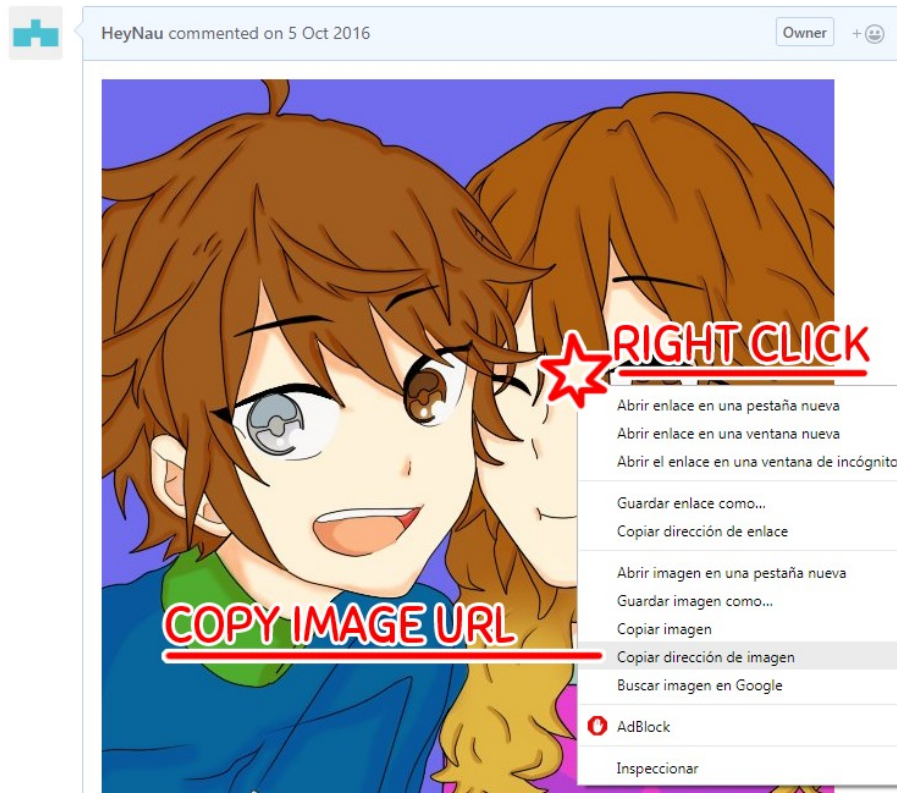 HeyNau commented on 5 Oct 2016
Owner
RIGHT CLICK
Abrir enlace en una pestaña nueva
Abrir enlace en una ventana nueva
Abrir el enlace en una ventana de incógnito
Guardar enlace como...
Copiar dirección de enlace
Abrir imagen en una pestaña nueva
Guardar imagen como...
COPY IMAGE URL
Copiar imagen
Copiar dirección de imagen
Buscar imagen en Google
AdBlock
Inspeccionar